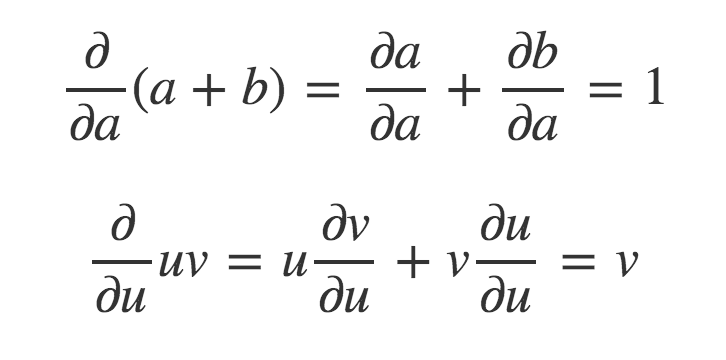 ∂/∂a (a + b) = ∂a/∂a + ∂b/∂a = 1
∂/∂u uv = u ∂v/∂u + v ∂u/∂u = v